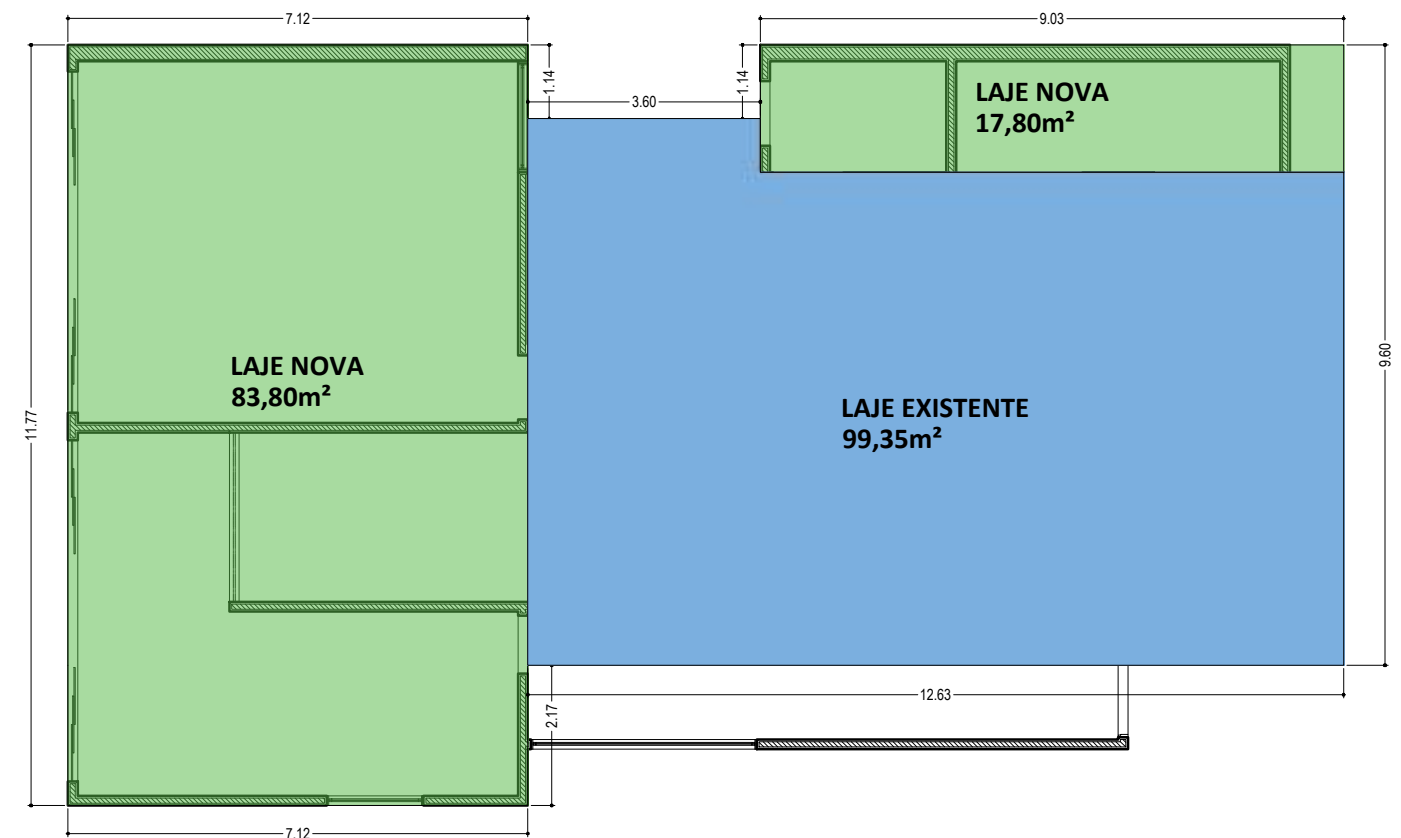 7.12
9.03
1.14
1.14
3.60
LAJE NOVA
17,80m²
9.60
LAJE NOVA
83,80m²
11.77
LAJE EXISTENTE
99,35m²
12.63
2.17
7.12